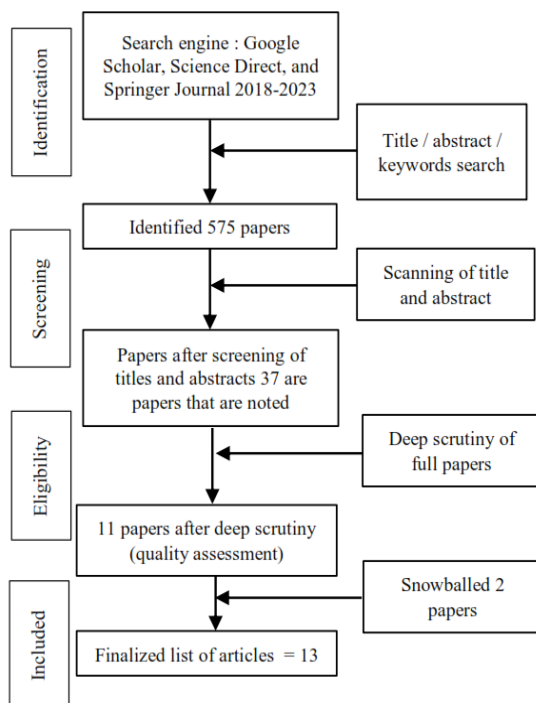 Identification
Search engine : Google
Scholar, Science Direct, and
Springer Journal 2018-2023
Title / abstract /
keywords search
Identified 575 papers
Screening
Scanning of title
and abstract
Papers after screening of
titles and abstracts 37 are
papers that are noted
Eligibility
Deep scrutiny of
full papers
11 papers after deep scrutiny
(quality assessment)
Included
Snowballed 2
papers
Finalized list of articles = 13